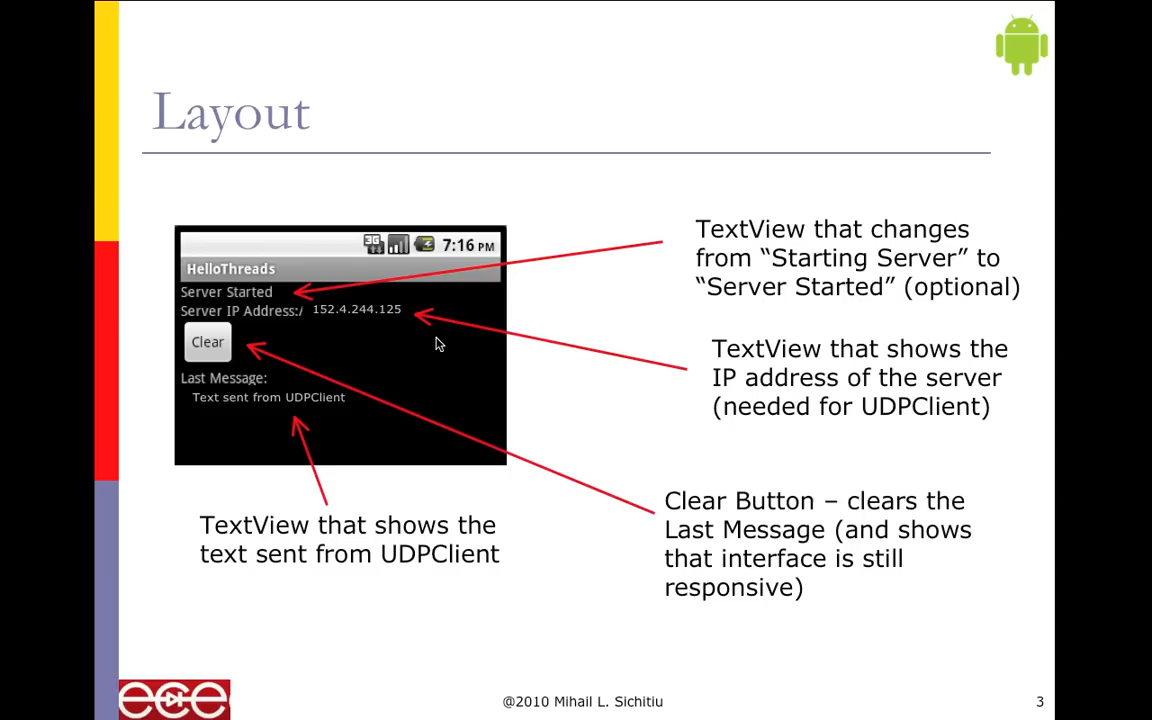 Layout
3G
7:16 PM
HelloThreads
Server Started
Server IP Address:/ 152.4.244.125
Clear
Last Message:
Text sent from UDPClient
TextView that changes
from “Starting Server” to
“Server Started” (optional)
TextView that shows the
IP address of the server
(needed for UDPClient)
Clear Button – clears the
Last Message (and shows
that interface is still
responsive)
TextView that shows the
text sent from UDPClient
ece
@2010 Mihail L. Sichitiu
3